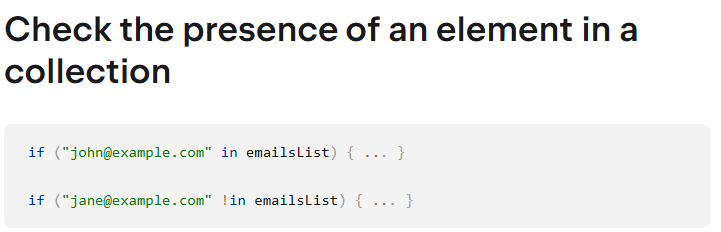 Check the presence of an element in a
collection
if ("john@example.com" in emailsList) { ... }
if ("jane@example.com" !in emailsList) { ... }